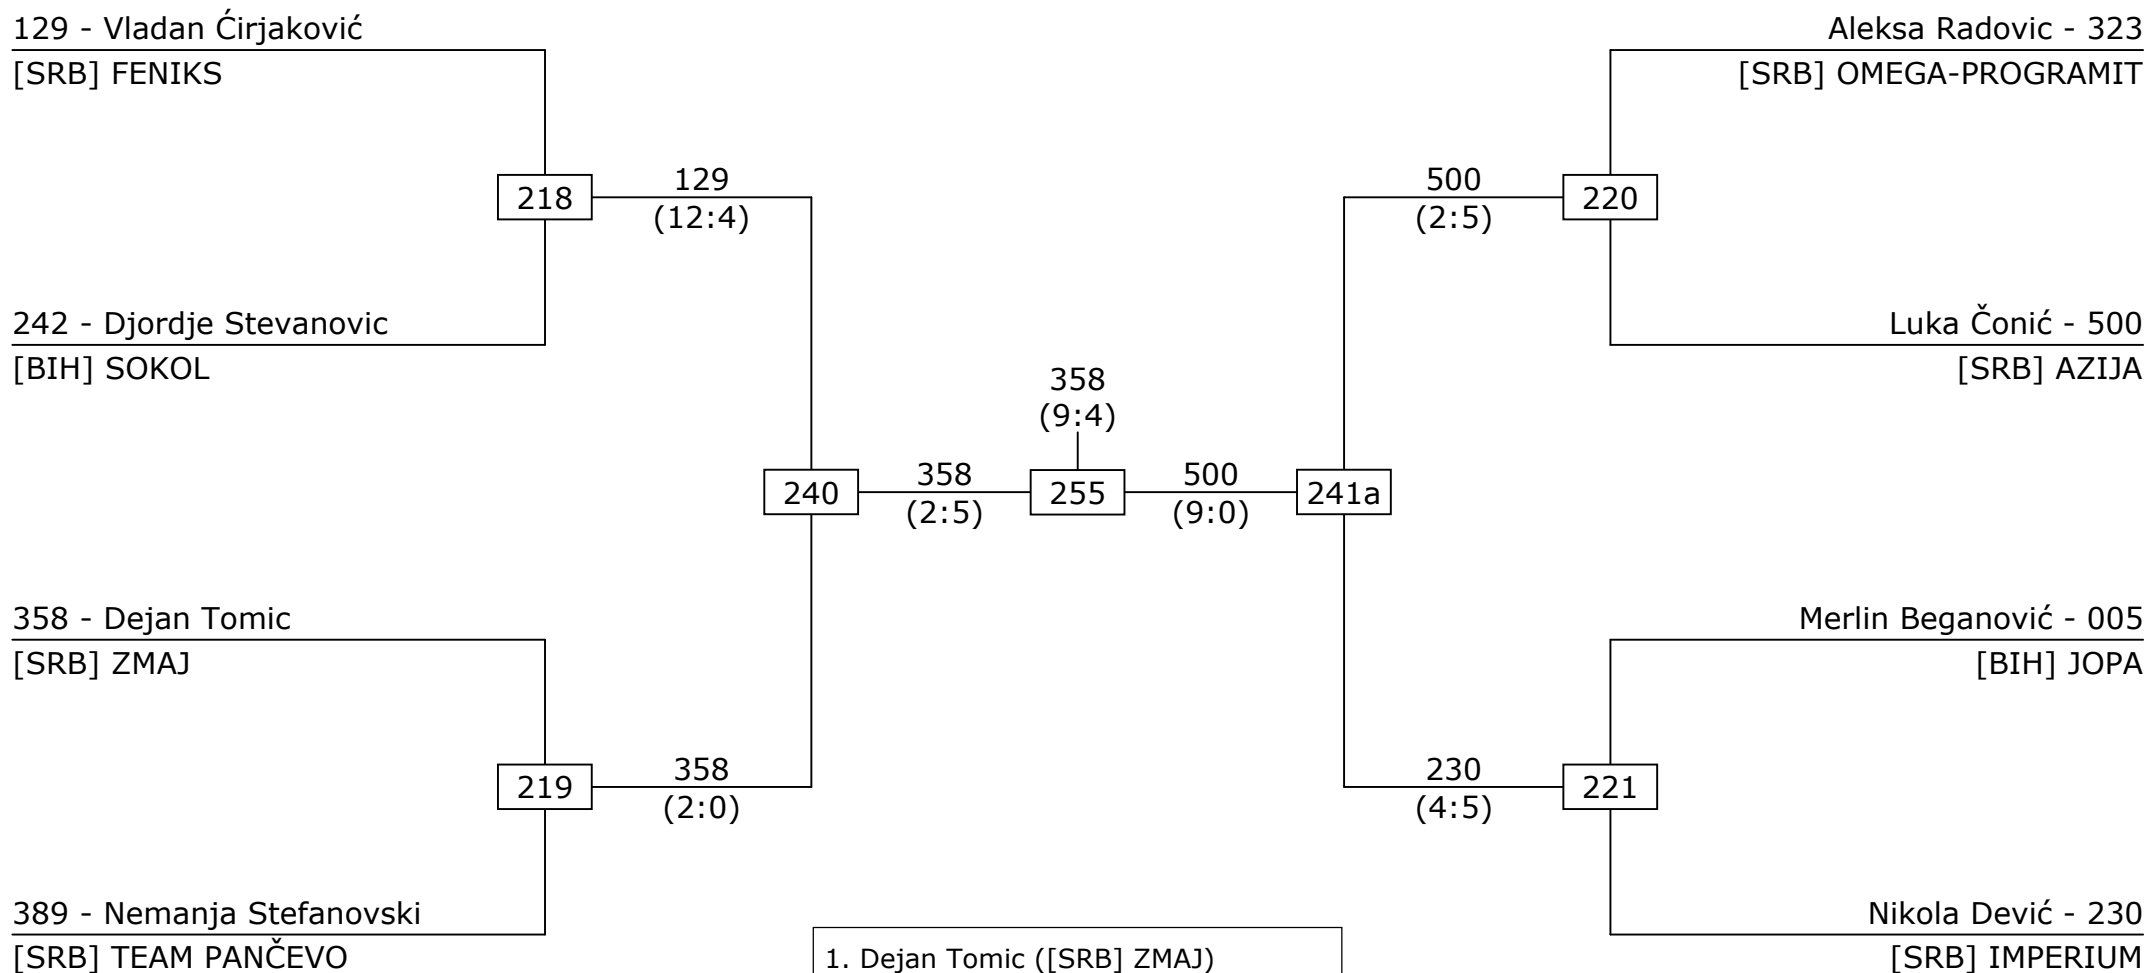 129 - Vladan Ćirjaković
[SRB] FENIKS
Aleksa Radovic - 323
[SRB] OMEGA-PROGRAMIT
218
129
(12:4)
500
(2:5)
220
242 - Djordje Stevanovic
[BIH] SOKOL
Luka Čonić - 500
[SRB] AZIJA
358
(9:4)
240
358
(2:5)
255
500
(9:0)
241a
358 - Dejan Tomic
[SRB] ZMAJ
Merlin Beganović - 005
[BIH] JOPA
219
358
(2:0)
230
(4:5)
221
389 - Nemanja Stefanovski
[SRB] TEAM PANČEVO
Nikola Dević - 230
[SRB] IMPERIUM
1. Dejan Tomic ([SRB] ZMAJ)